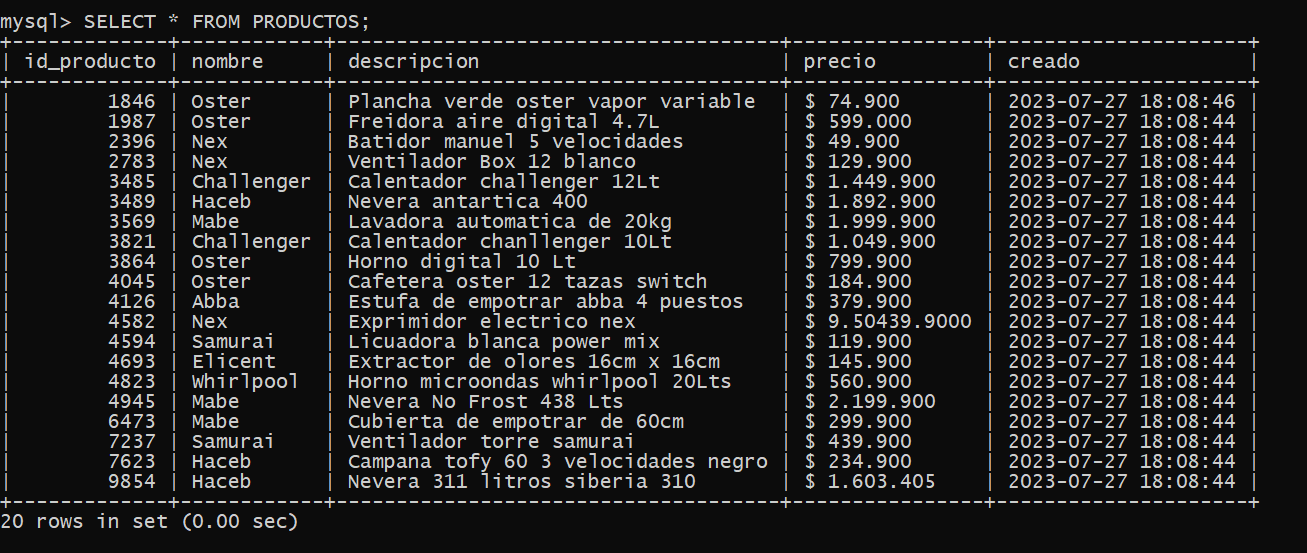 mysql> SELECT * FROM PRODUCTOS;
+-------------+------------+-------------------------------------+----------------+---------------------+
| id_producto | nombre     | descripcion                         | precio         | creado              |
+-------------+------------+-------------------------------------+----------------+---------------------+
|        1846 | Oster      | Plancha verde oster vapor variable  | $ 74.900       | 2023-07-27 18:08:46 |
|        1987 | Oster      | Freidora aire digital 4.7L          | $ 599.000      | 2023-07-27 18:08:44 |
|        2396 | Nex        | Batidor manuel 5 velocidades        | $ 49.900       | 2023-07-27 18:08:44 |
|        2783 | Nex        | Ventilador Box 12 blanco            | $ 129.900      | 2023-07-27 18:08:44 |
|        3485 | Challenger | Calentador challenger 12Lt          | $ 1.449.900    | 2023-07-27 18:08:44 |
|        3489 | Haceb      | Nevera antartica 400                | $ 1.892.900    | 2023-07-27 18:08:44 |
|        3569 | Mabe       | Lavadora automatica de 20kg         | $ 1.999.900    | 2023-07-27 18:08:44 |
|        3821 | Challenger | Calentador chanllenger 10Lt         | $ 1.049.900    | 2023-07-27 18:08:44 |
|        3864 | Oster      | Horno digital 10 Lt                 | $ 799.900      | 2023-07-27 18:08:44 |
|        4045 | Oster      | Cafetera oster 12 tazas switch      | $ 184.900      | 2023-07-27 18:08:44 |
|        4126 | Abba       | Estufa de empotrar abba 4 puestos   | $ 379.900      | 2023-07-27 18:08:44 |
|        4582 | Nex        | Exprimidor electrico nex            | $ 9.50439.9000 | 2023-07-27 18:08:44 |
|        4594 | Samurai    | Licuadora blanca power mix          | $ 119.900      | 2023-07-27 18:08:44 |
|        4693 | Elicent    | Extractor de olores 16cm x 16cm     | $ 145.900      | 2023-07-27 18:08:44 |
|        4823 | Whirlpool  | Horno microondas whirlpool 20Lts    | $ 560.900      | 2023-07-27 18:08:44 |
|        4945 | Mabe       | Nevera No Frost 438 Lts             | $ 2.199.900    | 2023-07-27 18:08:44 |
|        6473 | Mabe       | Cubierta de empotrar de 60cm        | $ 299.900      | 2023-07-27 18:08:44 |
|        7237 | Samurai    | Ventilador torre samurai            | $ 439.900      | 2023-07-27 18:08:44 |
|        7623 | Haceb      | Campana tofy 60 3 velocidades negro | $ 234.900      | 2023-07-27 18:08:44 |
|        9854 | Haceb      | Nevera 311 litros siberia 310       | $ 1.603.405    | 2023-07-27 18:08:44 |
+-------------+------------+-------------------------------------+----------------+---------------------+
20 rows in set (0.00 sec)